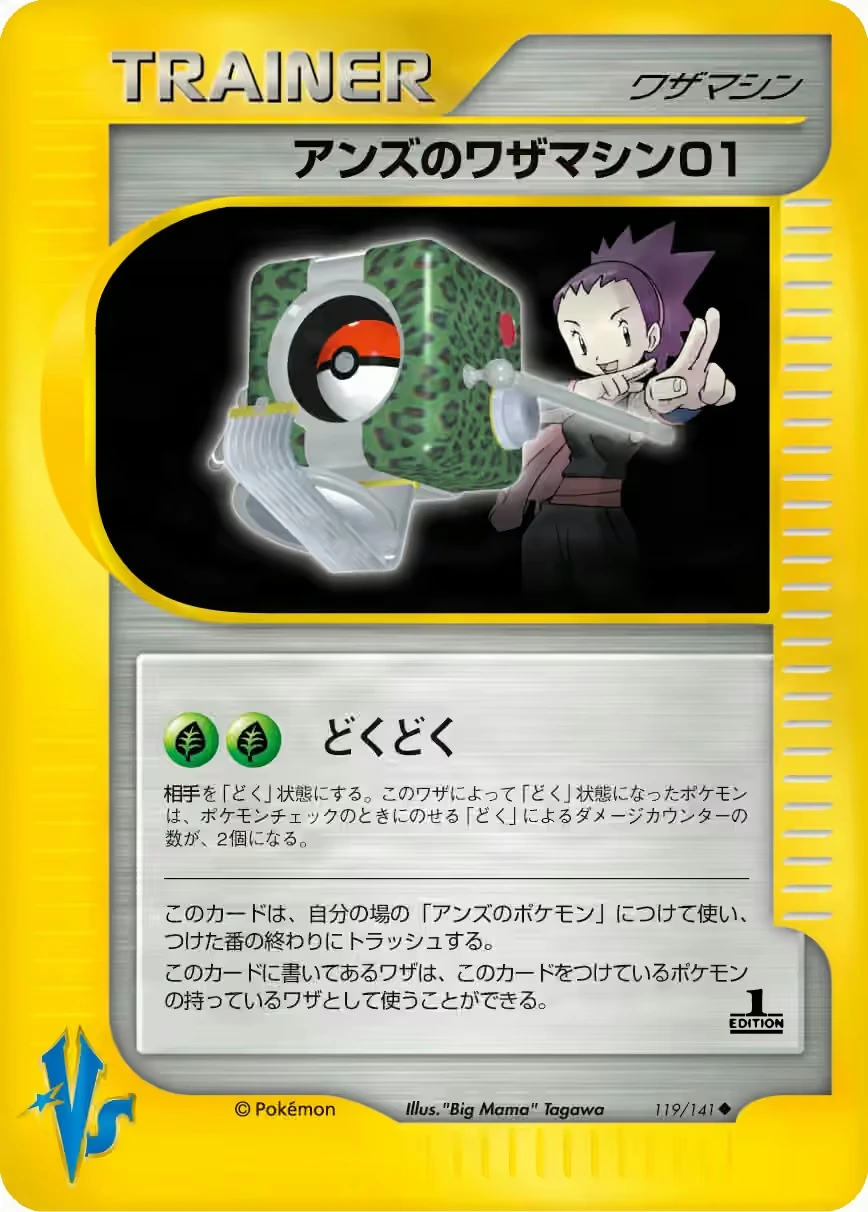 TRAINER
ワザマシン
アンズのワザマシン01
どくどく
相手を「どく」状態にする。このワザによって「どく」状態になったポケモン
は、ポケモンチェックのときにのせる「どく」によるダメージカウンターの
数が、2個になる。
このカードは、自分の場の「アンズのポケモン」につけて使い、
つけた番の終わりにトラッシュする。
このカードに書いてあるワザは、このカードをつけているポケモン
の持っているワザとして使うことができる。
1
EDITION
VS
© Pokémon
Illus."Big Mama" Tagawa
119/141◆